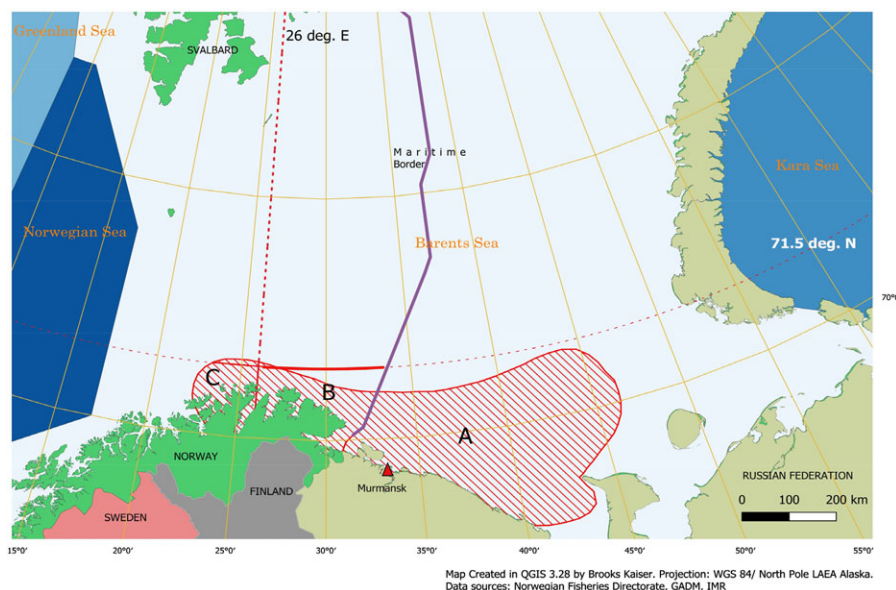 Greenland Sea
SVALBARD
26 deg. E
Maritime
Border
Kara Sea
Norwegian Sea
Barents Sea
71.5 deg. N
70°
C
B
A
NORWAY
FINLAND
SWEDEN
Murmansk
RUSSIAN FEDERATION
0 100 200 km
15°0' 20°0' 25°0' 30°0' 35°0' 40°0' 45°0' 50°0' 55°0'
Map Created in QGIS 3.28 by Brooks Kaiser. Projection: WGS 84/ North Pole LAEA Alaska.
Data sources: Norwegian Fisheries Directorate, GADM, IMR